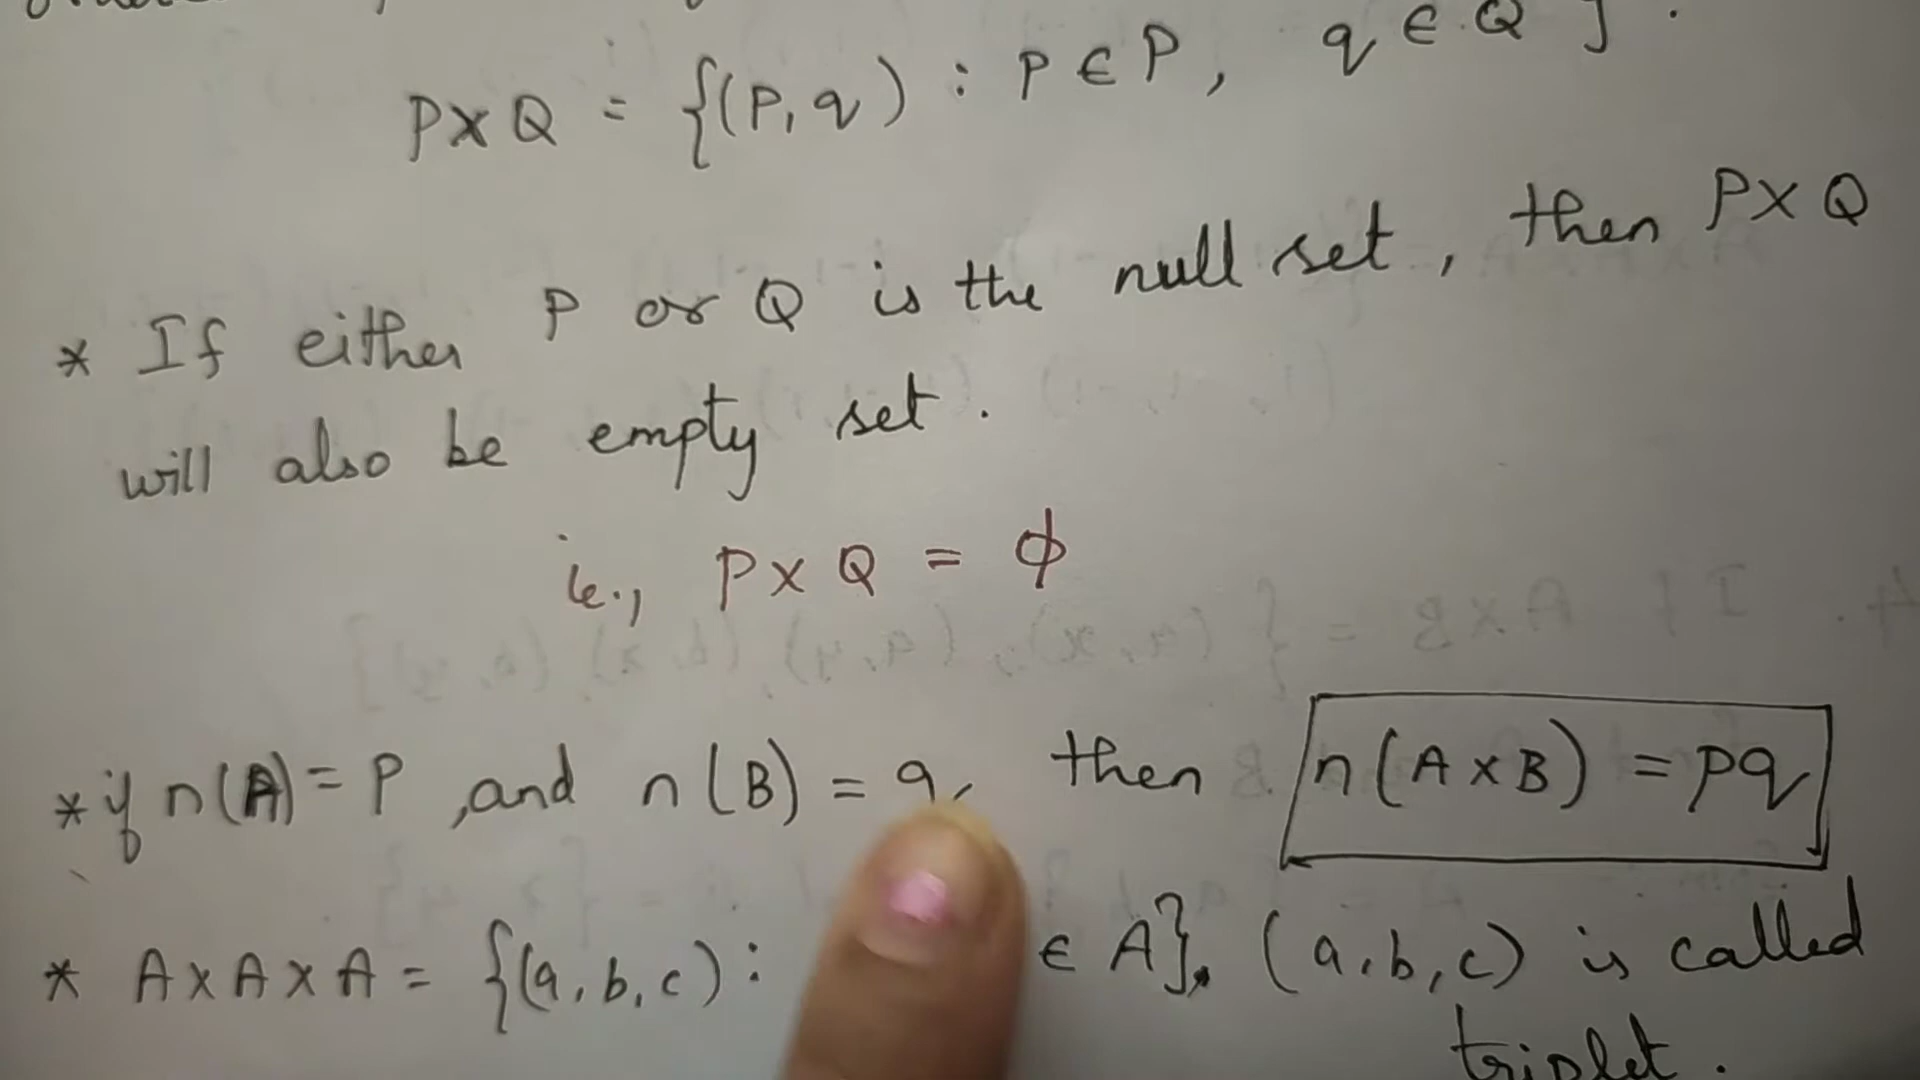 P×Q = {(P,q) : P∈P, q∈Q}.
* If either P or Q is the null set, then P×Q
will also be empty set.
ie., P×Q = ϕ
* if n(A) = P, and n(B) = q, then n(A×B) = pq
* A×A×A = {(a,b,c) : ∈ A}. (a,b,c) is called
triplet.